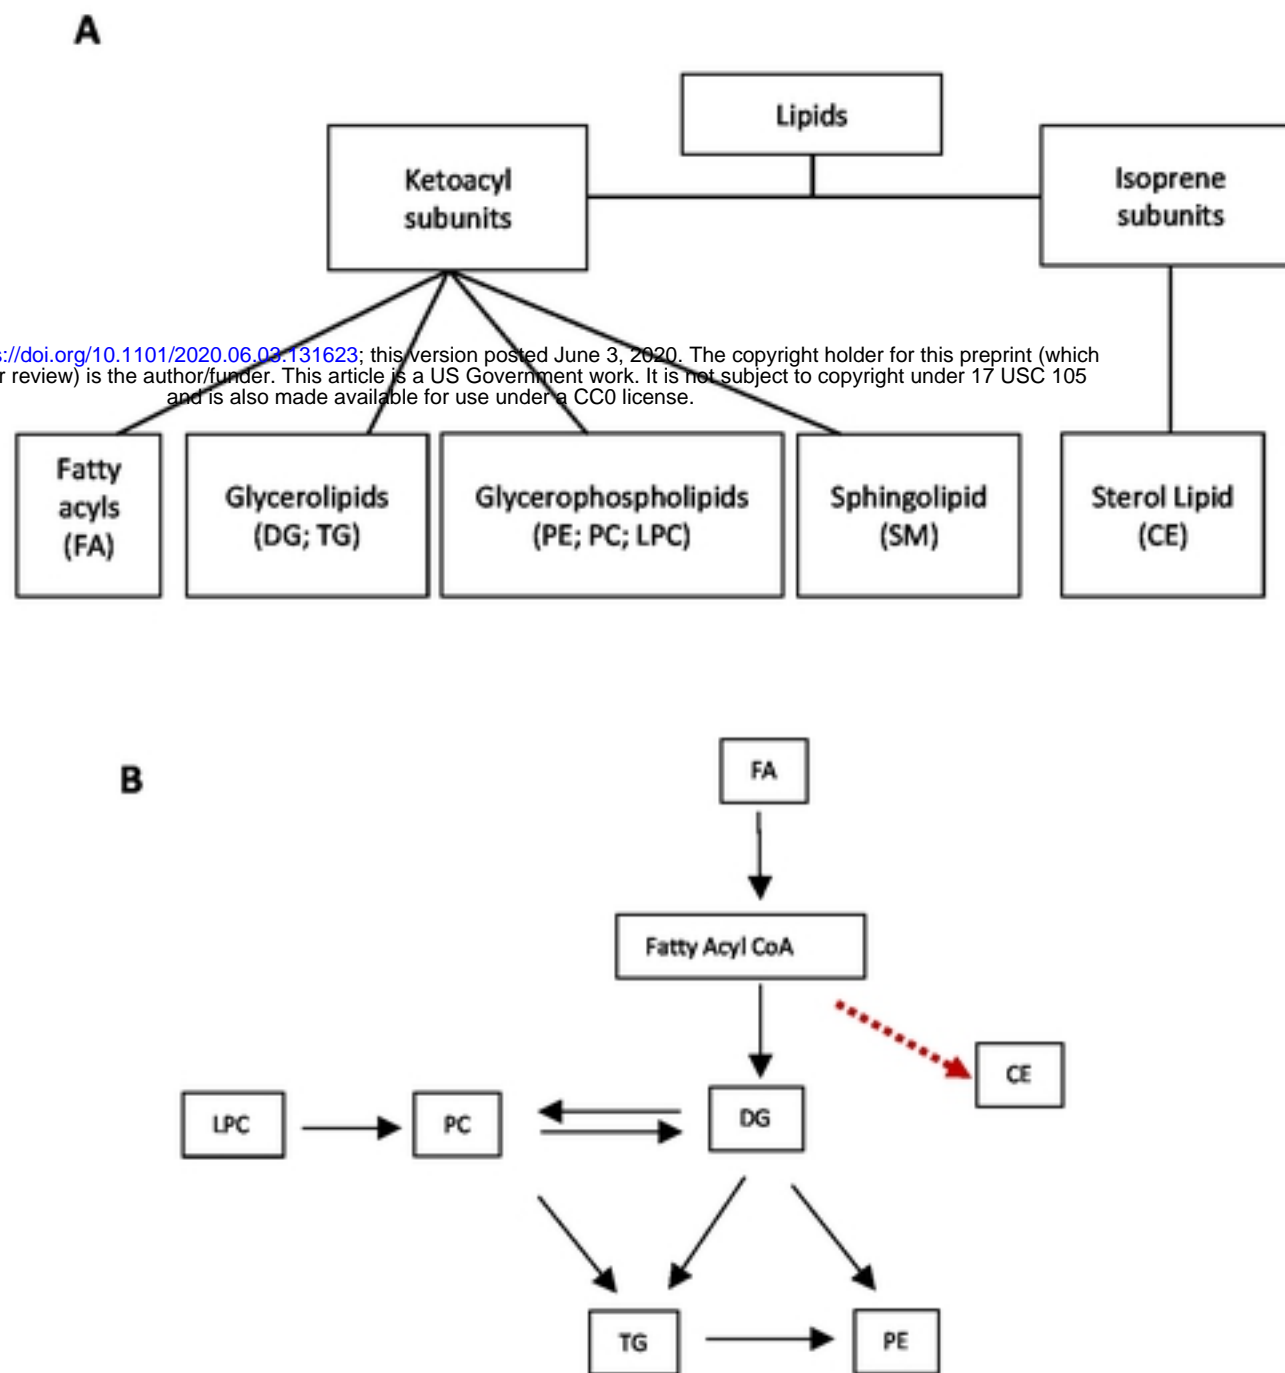 A
Lipids
Ketoacyl
subunits
Isoprene
subunits
s://doi.org/10.1101/2020.06.03.131623; this version posted June 3, 2020. The copyright holder for this preprint (which
r review) is the author/funder. This article is a US Government work. It is not subject to copyright under 17 USC 105
and is also made available for use under a CC0 license.
Fatty
acyls
(FA)
Glycerolipids
(DG; TG)
Glycerophospholipids
(PE; PC; LPC)
Sphingolipid
(SM)
Sterol Lipid
(CE)
B
FA
Fatty Acyl CoA
CE
LPC
PC
DG
TG
PE